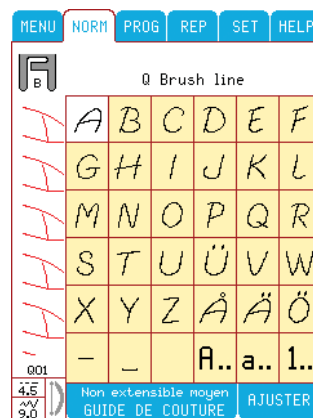 MENU NORM PROG REP SET HELP
B
Q Brush line
A B C D E F
G H I J K L
M N O P Q R
S T U Ü V W
X Y Z Å Ä Ö
– _ A.. a.. 1..
Q01
4.5
9.0
Non extensible moyen
GUIDE DE COUTURE
AJUSTER